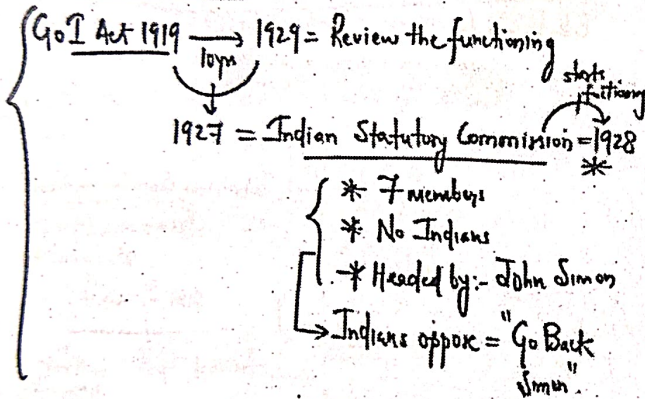 GoI Act 1919 → 1929 = Review the functioning
10yrs
starts
fuctioning
1927 = Indian Statutory Commission = 1928
* 7 members
* No Indians
* Headed by:- John Simon
→ Indians oppose = "Go Back
Simon"